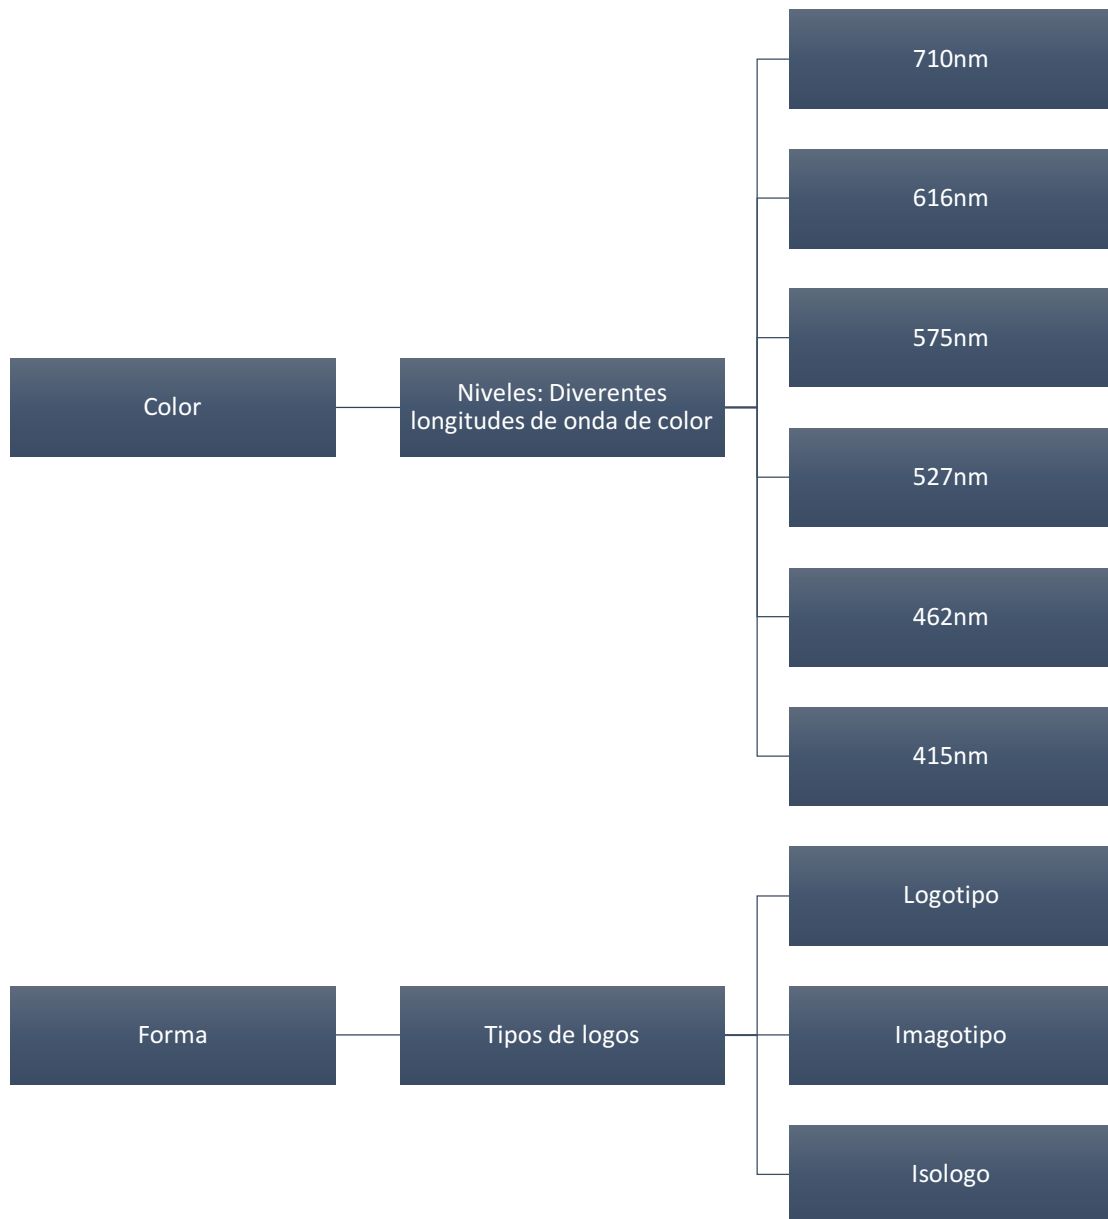 710nm
616nm
575nm
Color
Niveles: Diverentes
longitudes de onda de color
527nm
462nm
415nm
Logotipo
Forma
Tipos de logos
Imagotipo
Isologo